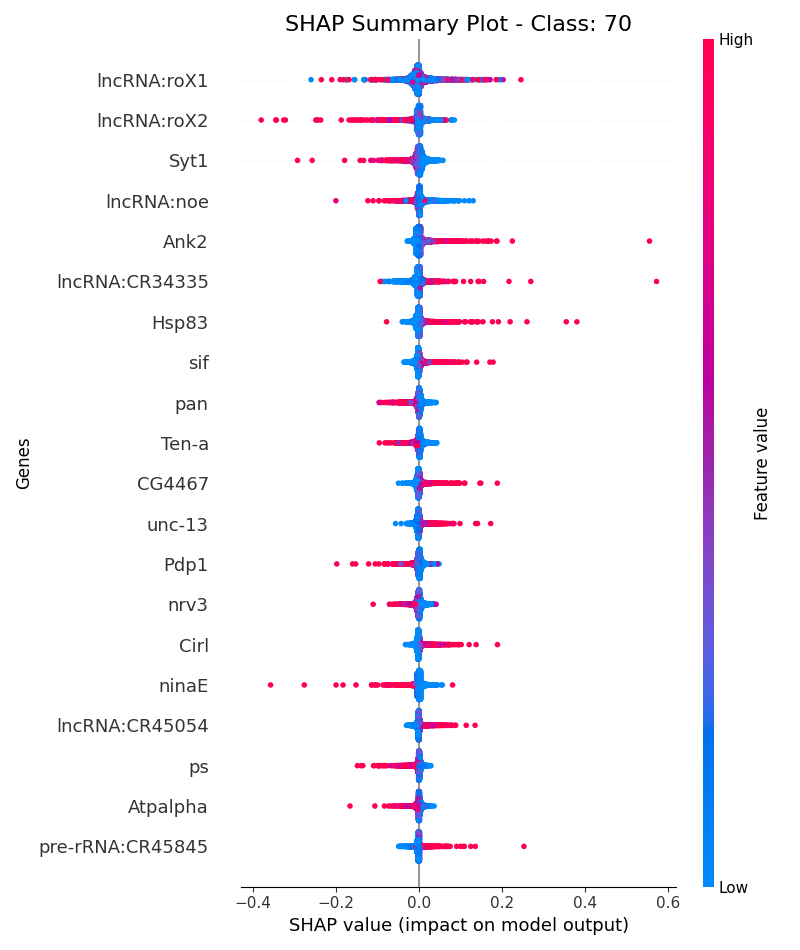 SHAP Summary Plot - Class: 70
High
lncRNA:roX1
lncRNA:roX2
Syt1
lncRNA:noe
Ank2
lncRNA:CR34335
Hsp83
sif
pan
Ten-a
CG4467
unc-13
Pdp1
nrv3
Cirl
ninaE
lncRNA:CR45054
ps
Atpalpha
pre-rRNA:CR45845
Genes
Feature value
Low
−0.4 −0.2 0.0 0.2 0.4 0.6
SHAP value (impact on model output)